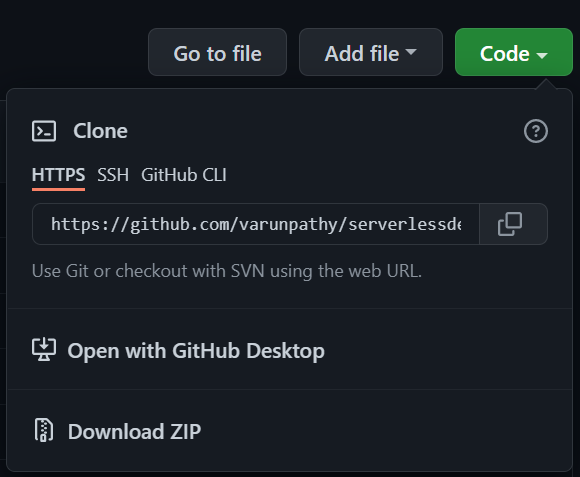 Go to file Add file Code
Clone
HTTPS SSH GitHub CLI
https://github.com/varunpathy/serverlessde
Use Git or checkout with SVN using the web URL.
Open with GitHub Desktop
Download ZIP